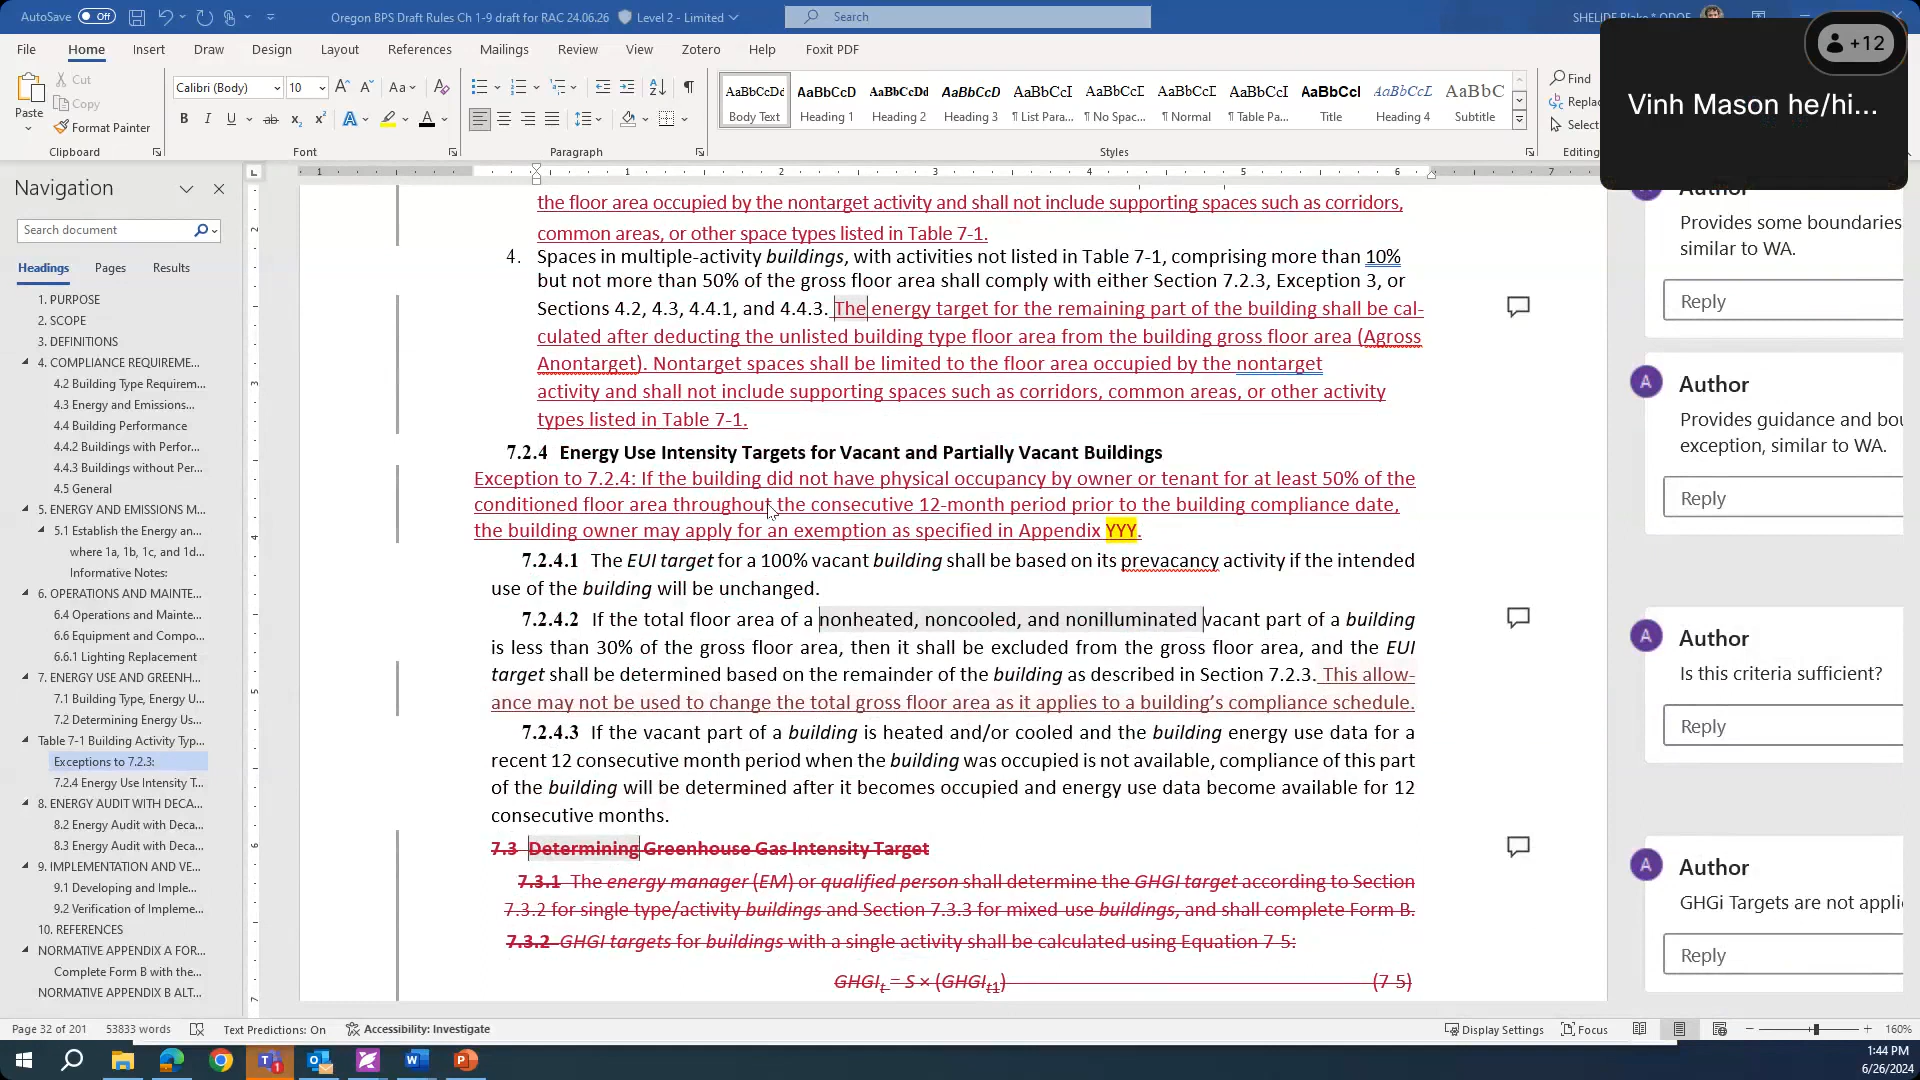 AutoSave Off
Oregon BPS Draft Rules Ch 1-9 draft for RAC 24.06.26
Level 2 - Limited
Search
SHELIDE Blake * ODOE
+12
Vinh Mason he/hi...
File Home Insert Draw Design Layout References Mailings Review View Zotero Help Foxit PDF
Paste
Cut
Copy
Format Painter
Calibri (Body) 10
AaBbCcDd AaBbCcD AaBbCcDd AaBbCcD AaBbCcI AaBbCcI AaBbCcI AaBbCcI AaBbCcI AaBbCcL AaBbC
Body Text Heading 1 Heading 2 Heading 3 ¶ List Para... ¶ No Spac... ¶ Normal ¶ Table Pa... Title Heading 4 Subtitle
Find
Repla
Select
Clipboard Font Paragraph Styles Editing
Navigation
Search document
Headings Pages Results
1. PURPOSE
2. SCOPE
3. DEFINITIONS
4. COMPLIANCE REQUIREME...
4.2 Building Type Requirem...
4.3 Energy and Emissions...
4.4 Building Performance
4.4.2 Buildings with Perfor...
4.4.3 Buildings without Per...
4.5 General
5. ENERGY AND EMISSIONS M...
5.1 Establish the Energy an...
where 1a, 1b, 1c, and 1d...
Informative Notes:
6. OPERATIONS AND MAINTE...
6.4 Operations and Mainte...
6.6 Equipment and Compo...
6.6.1 Lighting Replacement
7. ENERGY USE AND GREENH...
7.1 Building Type, Energy U...
7.2 Determining Energy Us...
Table 7-1 Building Activity Typ...
Exceptions to 7.2.3:
7.2.4 Energy Use Intensity T...
8. ENERGY AUDIT WITH DECA...
8.2 Energy Audit with Deca...
8.3 Energy Audit with Deca...
9. IMPLEMENTATION AND VE...
9.1 Developing and Imple...
9.2 Verification of Impleme...
10. REFERENCES
NORMATIVE APPENDIX A FOR...
Complete Form B with the...
NORMATIVE APPENDIX B ALT...
the floor area occupied by the nontarget activity and shall not include supporting spaces such as corridors,
common areas, or other space types listed in Table 7-1.
4. Spaces in multiple-activity buildings, with activities not listed in Table 7-1, comprising more than 10%
but not more than 50% of the gross floor area shall comply with either Section 7.2.3, Exception 3, or
Sections 4.2, 4.3, 4.4.1, and 4.4.3. The energy target for the remaining part of the building shall be cal-
culated after deducting the unlisted building type floor area from the building gross floor area (Agross
Anontarget). Nontarget spaces shall be limited to the floor area occupied by the nontarget
activity and shall not include supporting spaces such as corridors, common areas, or other activity
types listed in Table 7-1.
7.2.4 Energy Use Intensity Targets for Vacant and Partially Vacant Buildings
Exception to 7.2.4: If the building did not have physical occupancy by owner or tenant for at least 50% of the
conditioned floor area throughout the consecutive 12-month period prior to the building compliance date,
the building owner may apply for an exemption as specified in Appendix YYY.
7.2.4.1 The EUI target for a 100% vacant building shall be based on its prevacancy activity if the intended
use of the building will be unchanged.
7.2.4.2 If the total floor area of a nonheated, noncooled, and nonilluminated vacant part of a building
is less than 30% of the gross floor area, then it shall be excluded from the gross floor area, and the EUI
target shall be determined based on the remainder of the building as described in Section 7.2.3. This allow-
ance may not be used to change the total gross floor area as it applies to a building's compliance schedule.
7.2.4.3 If the vacant part of a building is heated and/or cooled and the building energy use data for a
recent 12 consecutive month period when the building was occupied is not available, compliance of this part
of the building will be determined after it becomes occupied and energy use data become available for 12
consecutive months.
7.3 Determining Greenhouse Gas Intensity Target
7.3.1 The energy manager (EM) or qualified person shall determine the GHGI target according to Section
7.3.2 for single type/activity buildings and Section 7.3.3 for mixed-use buildings, and shall complete Form B.
7.3.2 GHGI targets for buildings with a single activity shall be calculated using Equation 7-5:
GHGIt = S × (GHGIt1) (7-5)
Author
Provides some boundaries
similar to WA.
Reply
A Author
Provides guidance and bou
exception, similar to WA.
Reply
A Author
Is this criteria sufficient?
Reply
A Author
GHGi Targets are not appli
Reply
Page 32 of 201 53833 words Text Predictions: On Accessibility: Investigate Display Settings Focus 160%
1:44 PM
6/26/2024